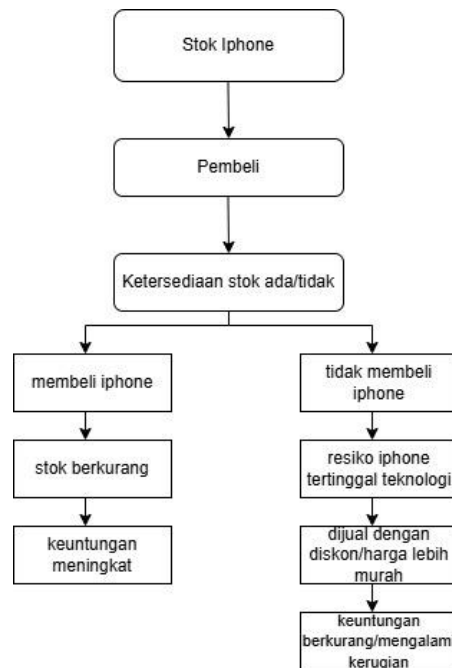 Stok Iphone
Pembeli
Ketersediaan stok ada/tidak
membeli iphone
stok berkurang
keuntungan
meningkat
tidak membeli
iphone
resiko iphone
tertinggal teknologi
dijual dengan
diskon/harga lebih
murah
keuntungan
berkurang/mengalami
kerugian